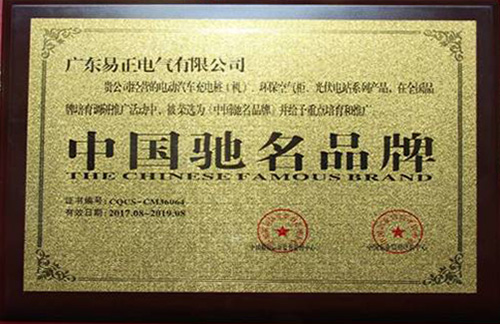 广东易正电气有限公司
贵公司经营的电动汽车充电桩（机）、环保空气柜、光伏电站系列产品，在全国品
牌培育调研推广活动中，被荣选为《中国驰名品牌》并给予重点培育和推广
中国驰名品牌
THE CHINESE FAMOUS BRAND
证书编号：CQCS-CM36064
有效日期：2017.08-2019.08